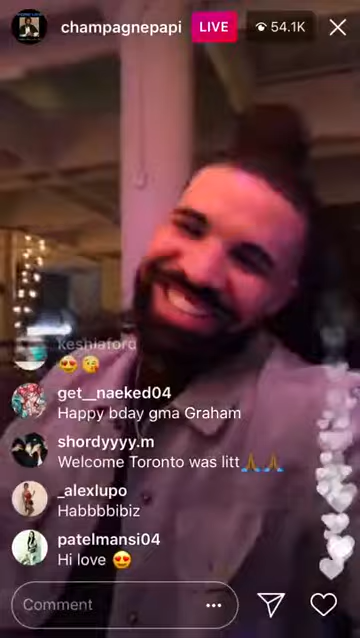 champagnepapi LIVE 54.1K
keshiaford
😍😘
get__naeked04
Happy bday gma Graham
shordyyyy.m
Welcome Toronto was litt🙏🙏
_alexlupo
Habbbbibiz
patelmansi04
Hi love 😍
Comment